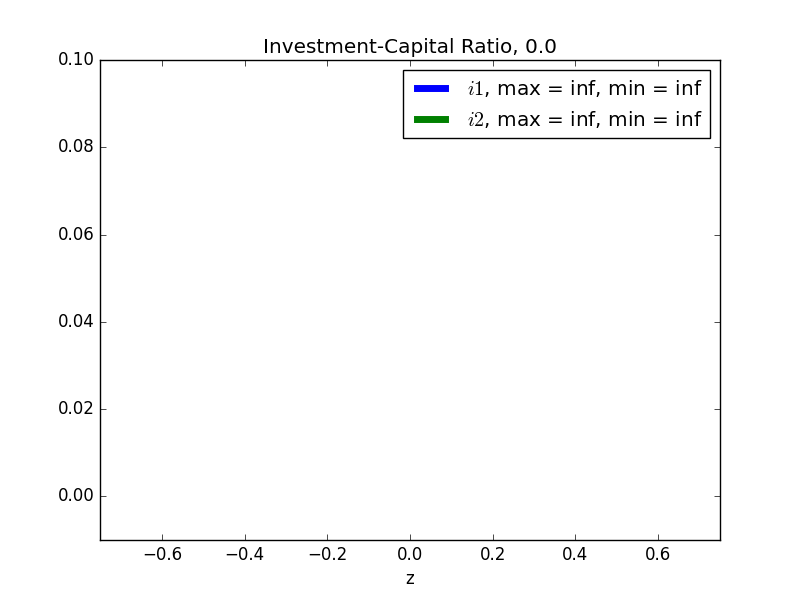 Investment-Capital Ratio, 0.0
i1, max = inf, min = inf
i2, max = inf, min = inf
0.10
0.08
0.06
0.04
0.02
0.00
−0.6 −0.4 −0.2 0.0 0.2 0.4 0.6
z